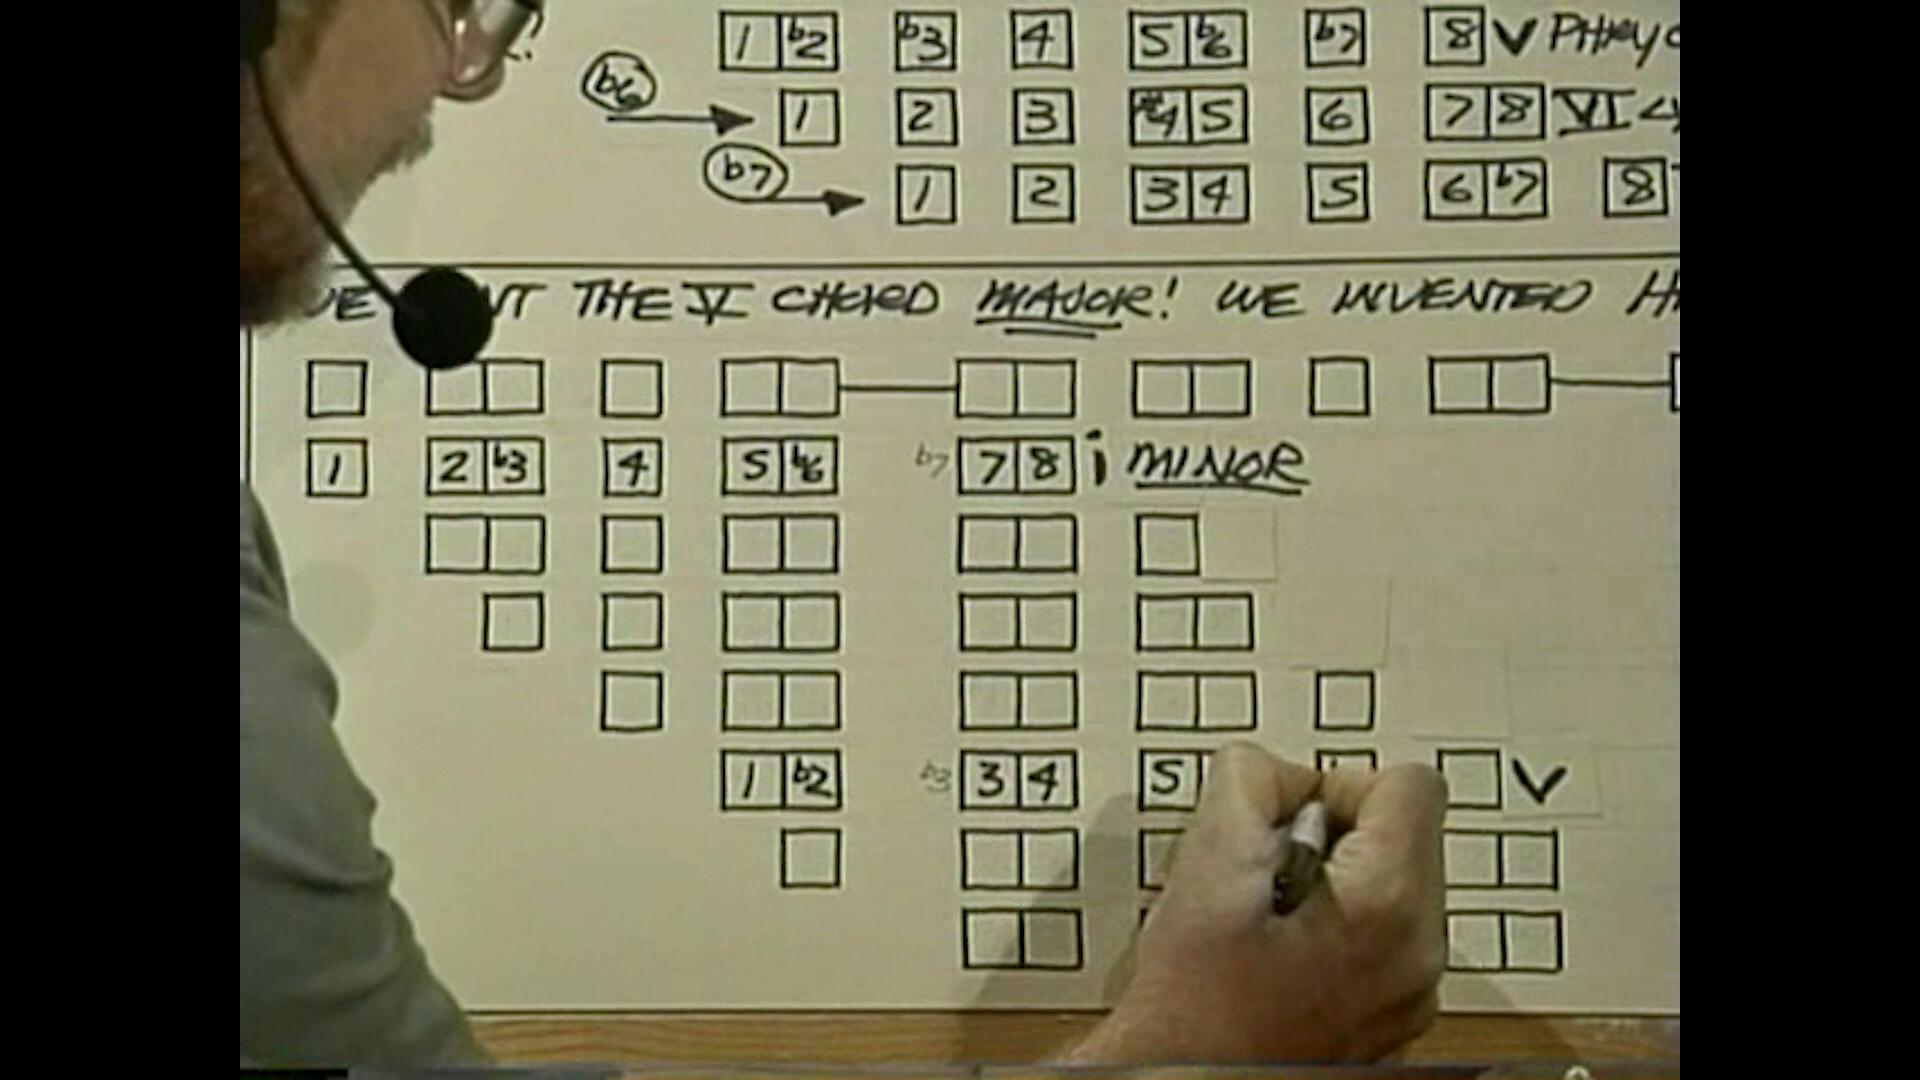 1 b2 b3 4 5 b6 b7 8 V
b6 1 2 3 #4 5 6 7 8 VI
b7 1 2 3 4 5 6 b7 8
THE V CHORD MAJOR! WE INVENTED
1 2 b3 4 5 b6 b7 7 8 i MINOR
1 b2 b3 3 4 5 V